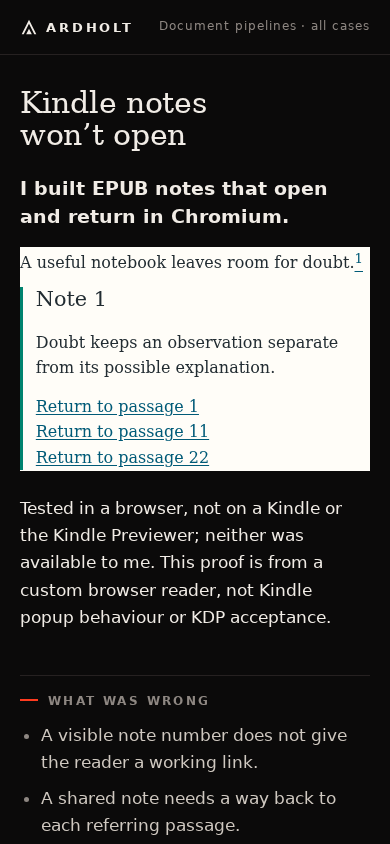 ARDHOLT
Document pipelines · all cases
Kindle notes
won’t open
I built EPUB notes that open
and return in Chromium.
A useful notebook leaves room for doubt.1
Note 1
Doubt keeps an observation separate
from its possible explanation.
Return to passage 1
Return to passage 11
Return to passage 22
Tested in a browser, not on a Kindle or
the Kindle Previewer; neither was
available to me. This proof is from a
custom browser reader, not Kindle
popup behaviour or KDP acceptance.
WHAT WAS WRONG
• A visible note number does not give
the reader a working link.
• A shared note needs a way back to
each referring passage.